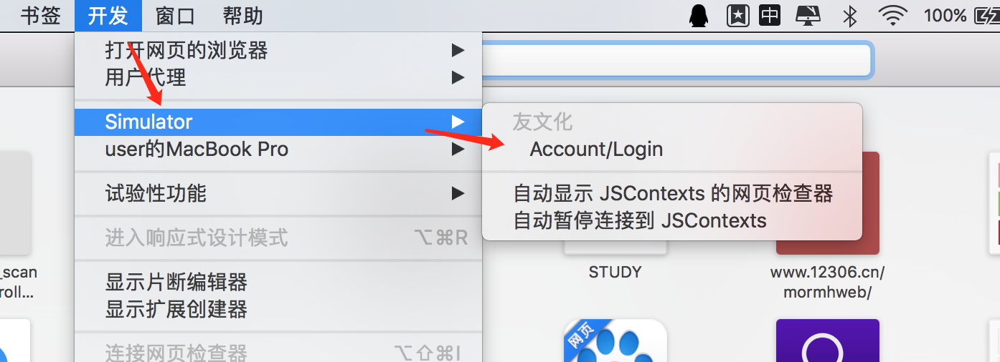 书签 开发 窗口 帮助 中 100%
打开网页的浏览器
用户代理
Simulator
user的MacBook Pro
试验性功能
进入响应式设计模式 ⌥⌘R
显示片断编辑器
显示扩展创建器
连接网页检查器 ⌥⇧⌘I
友文化
Account/Login
自动显示 JSContexts 的网页检查器
自动暂停连接到 JSContexts
_scan
roll...
STUDY
www.12306.cn/
mormhweb/
网页